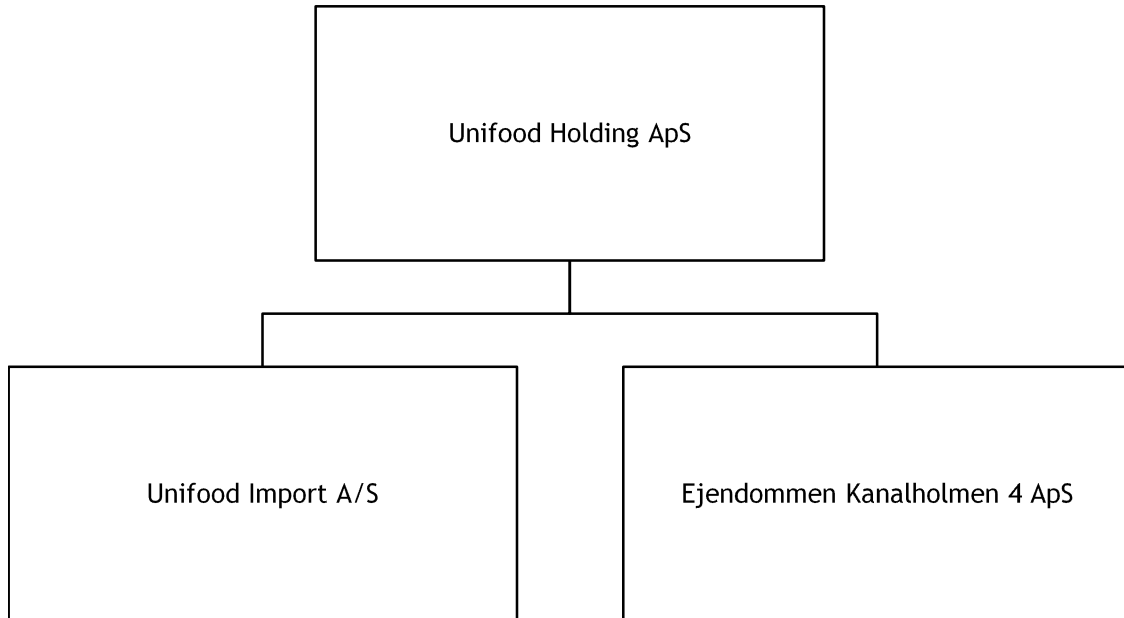 Unifood Holding ApS
Unifood Import A/S
Ejendommen Kanalholmen 4 ApS